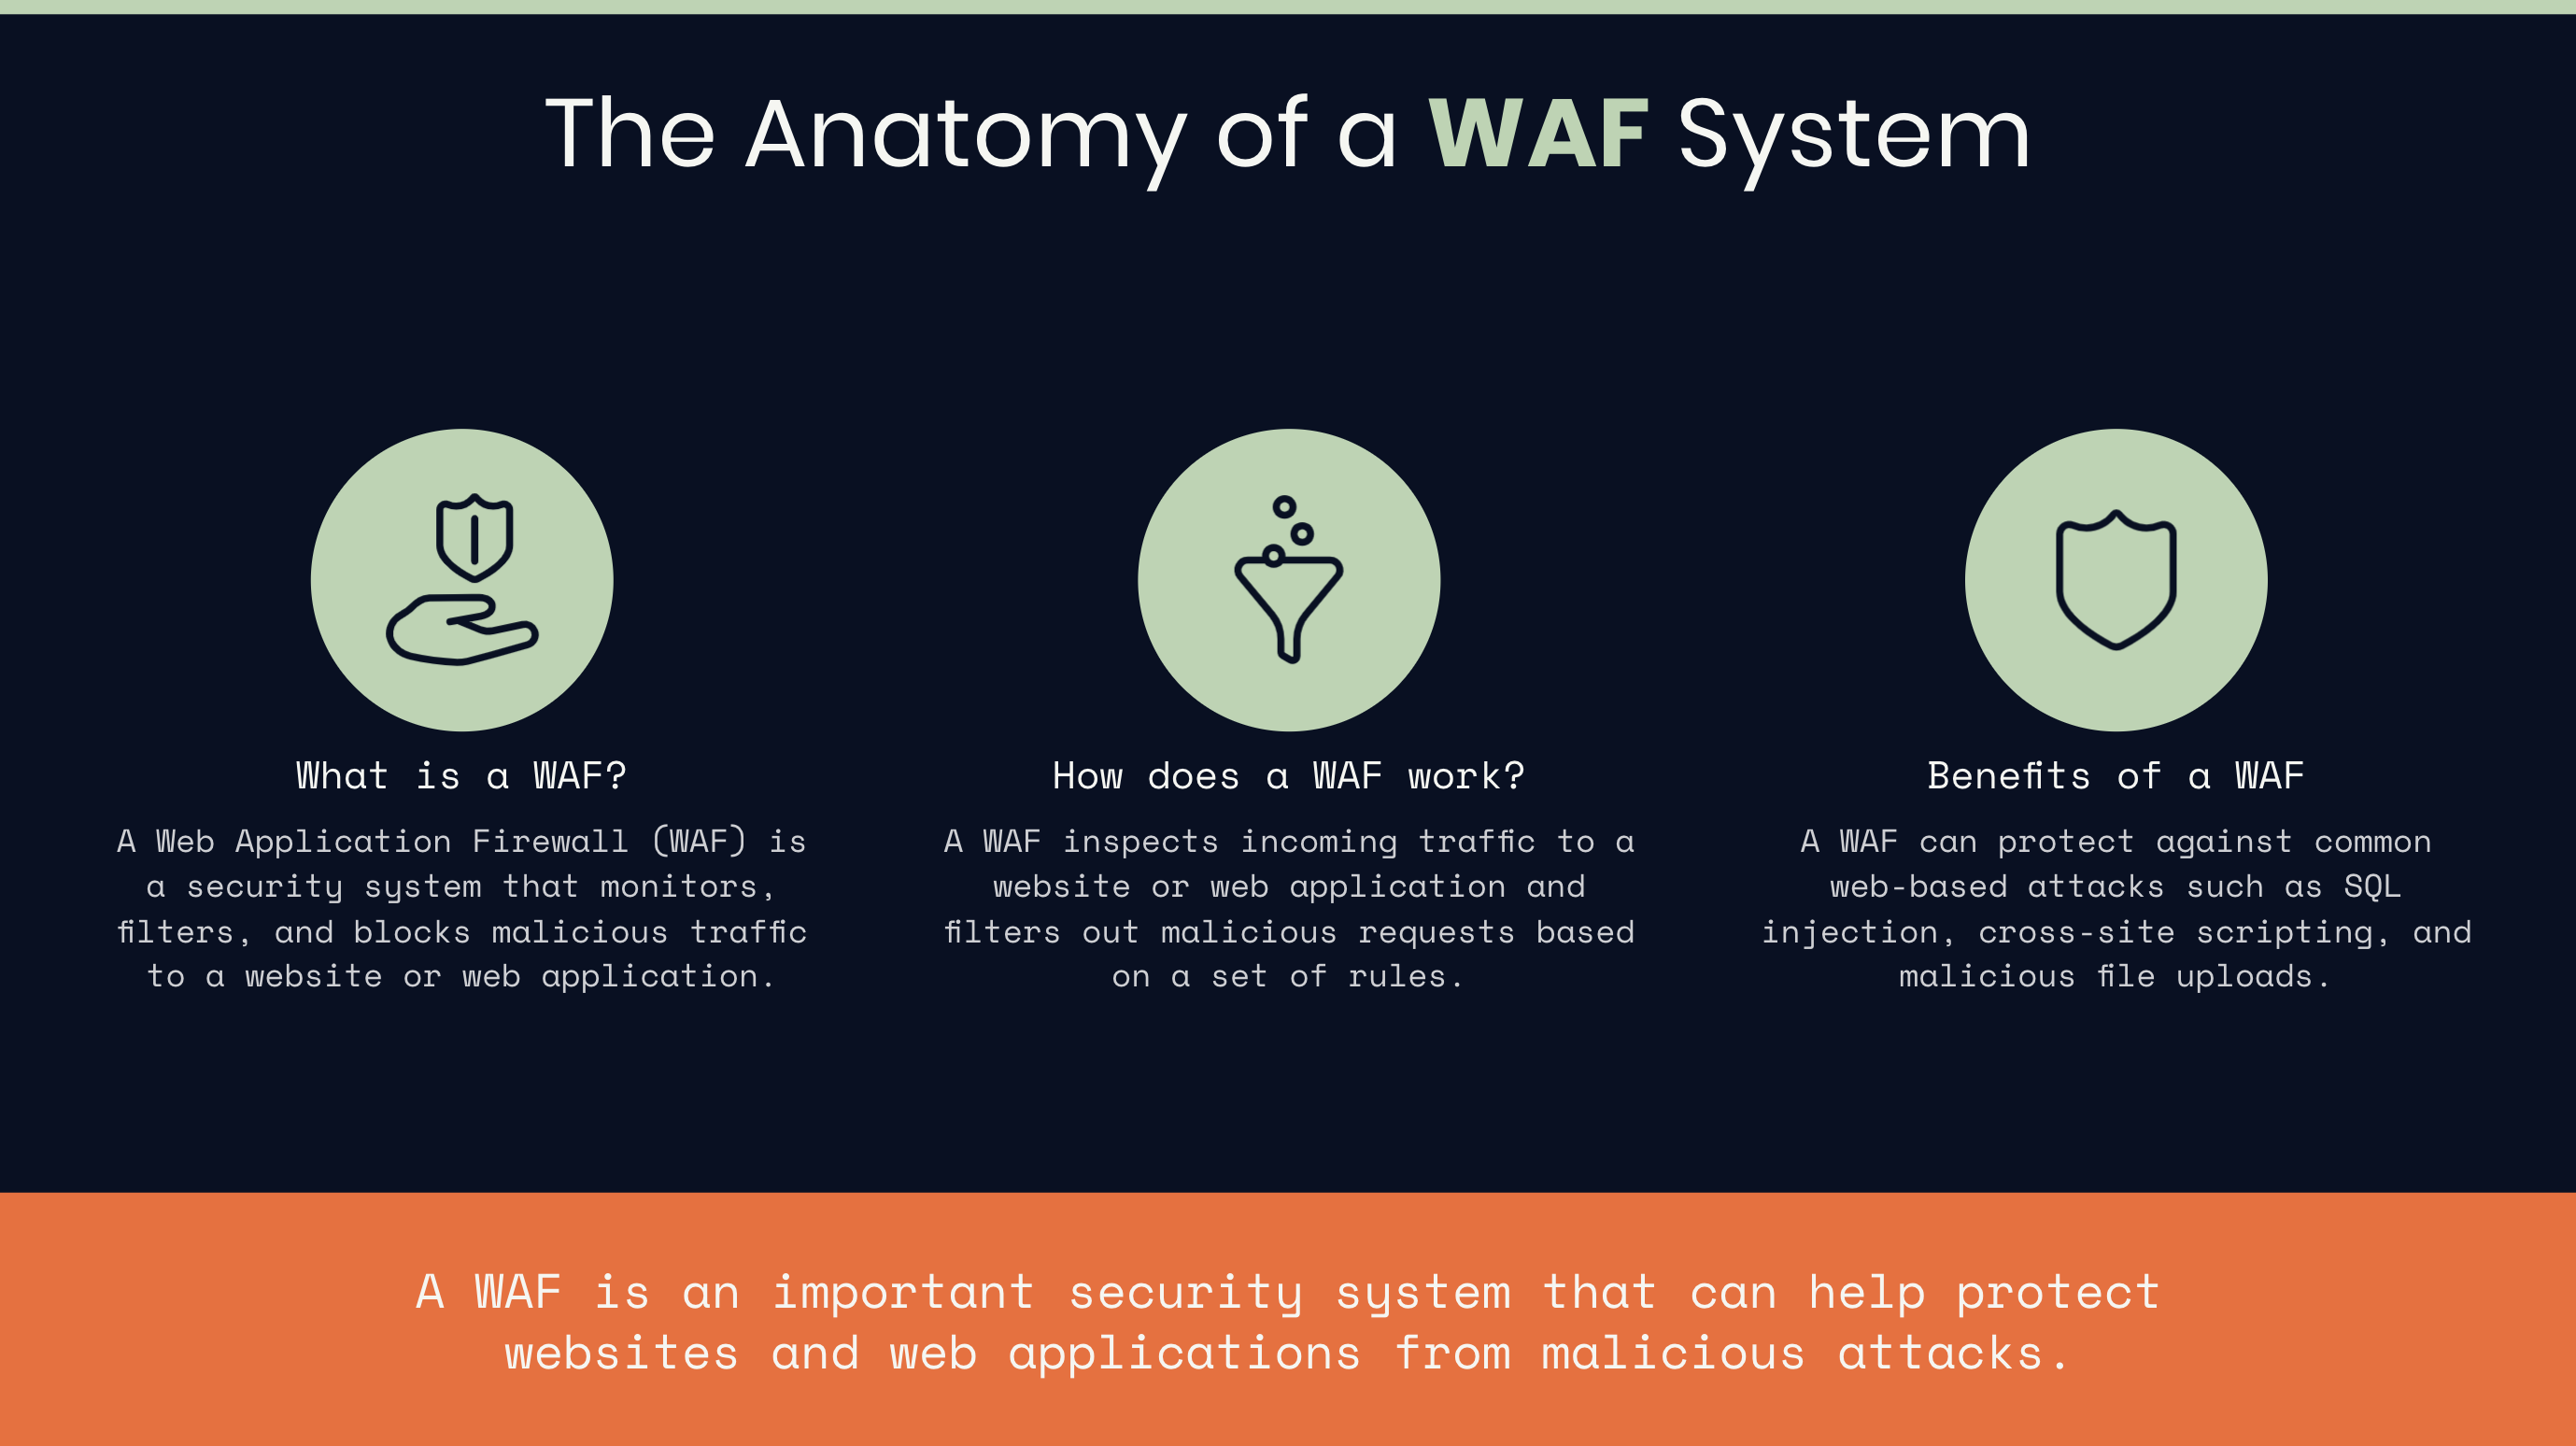 The Anatomy of a WAF System
What is a WAF?
A Web Application Firewall (WAF) is
a security system that monitors,
filters, and blocks malicious traffic
to a website or web application.
How does a WAF work?
A WAF inspects incoming traffic to a
website or web application and
filters out malicious requests based
on a set of rules.
Benefits of a WAF
A WAF can protect against common
web-based attacks such as SQL
injection, cross-site scripting, and
malicious file uploads.
A WAF is an important security system that can help protect
websites and web applications from malicious attacks.